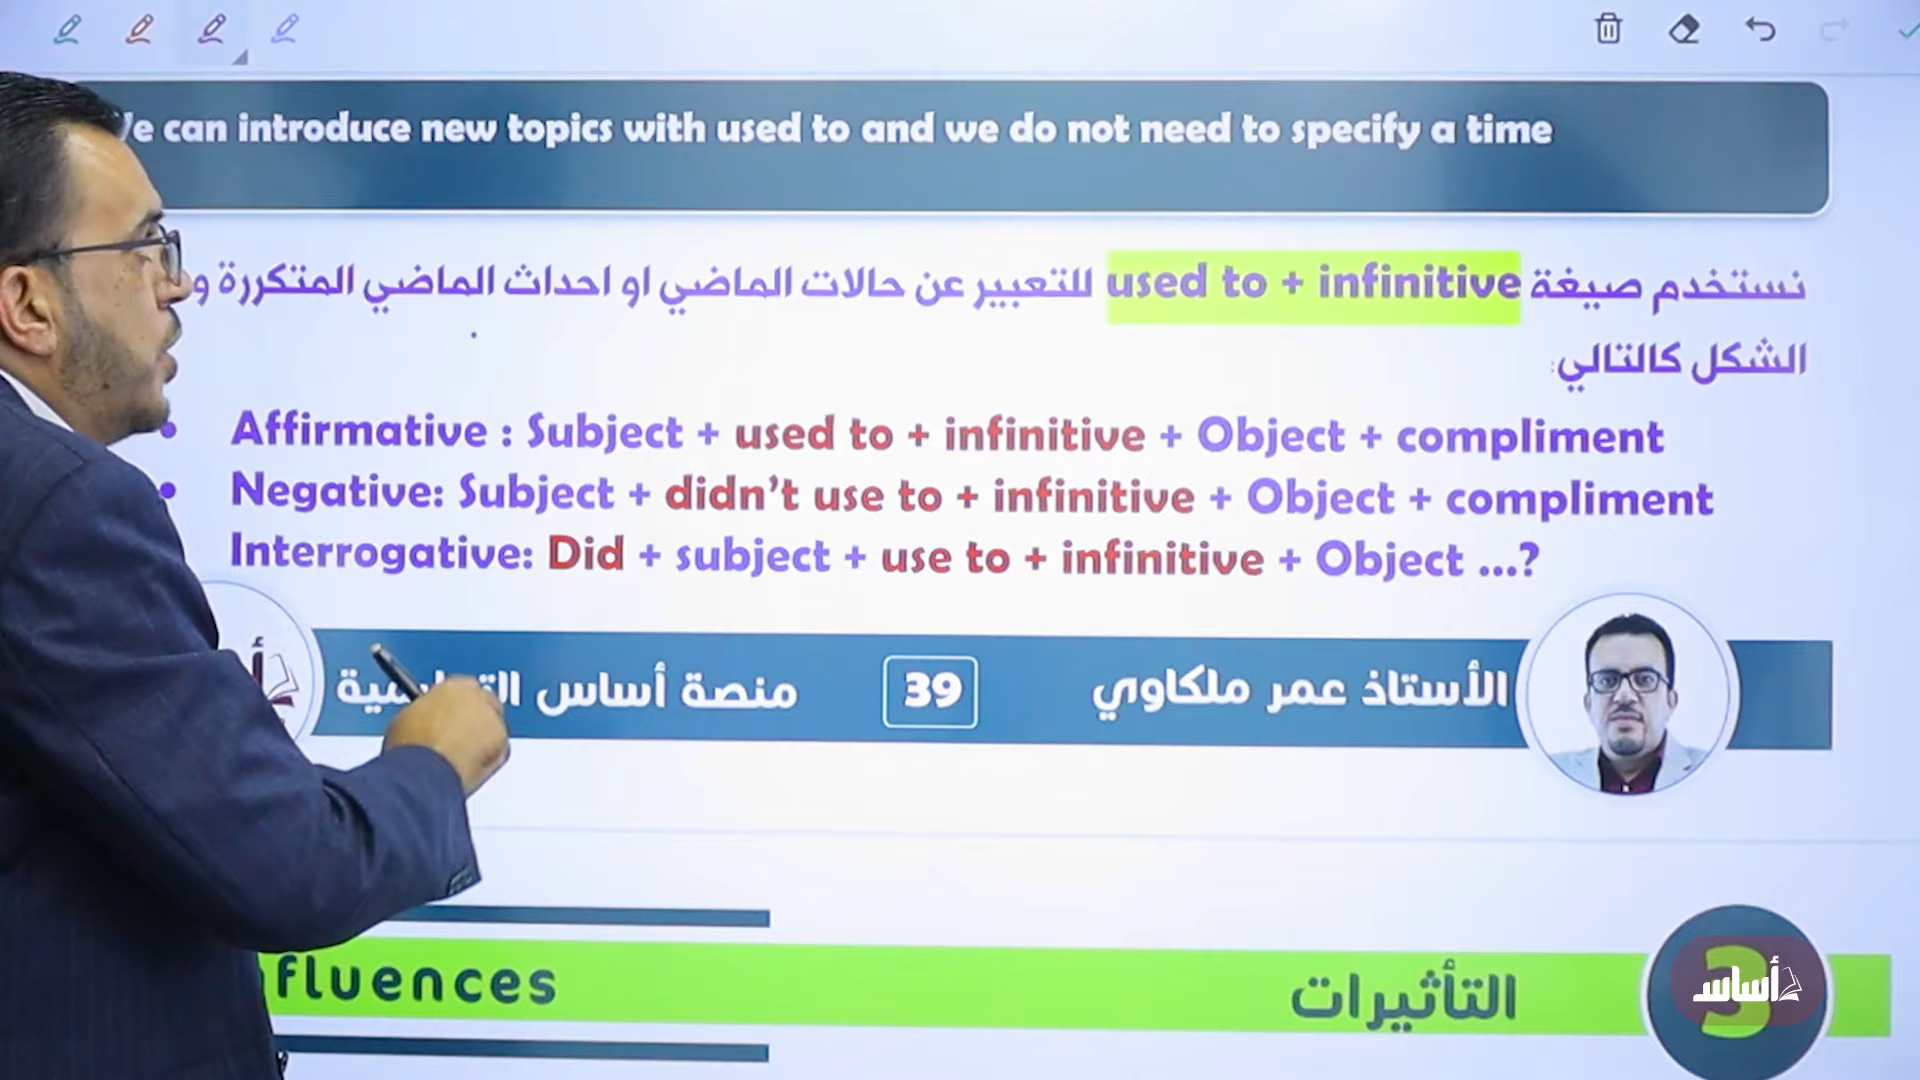 e can introduce new topics with used to and we do not need to specify a time
نستخدم صيغة used to + infinitive للتعبير عن حالات الماضي او احداث الماضي المتكررة و
الشكل كالتالي:
• Affirmative : Subject + used to + infinitive + Object + compliment
• Negative: Subject + didn't use to + infinitive + Object + compliment
Interrogative: Did + subject + use to + infinitive + Object ...?
الأستاذ عمر ملكاوي 39 منصة أساس
3 التأثيرات fluences
أساس